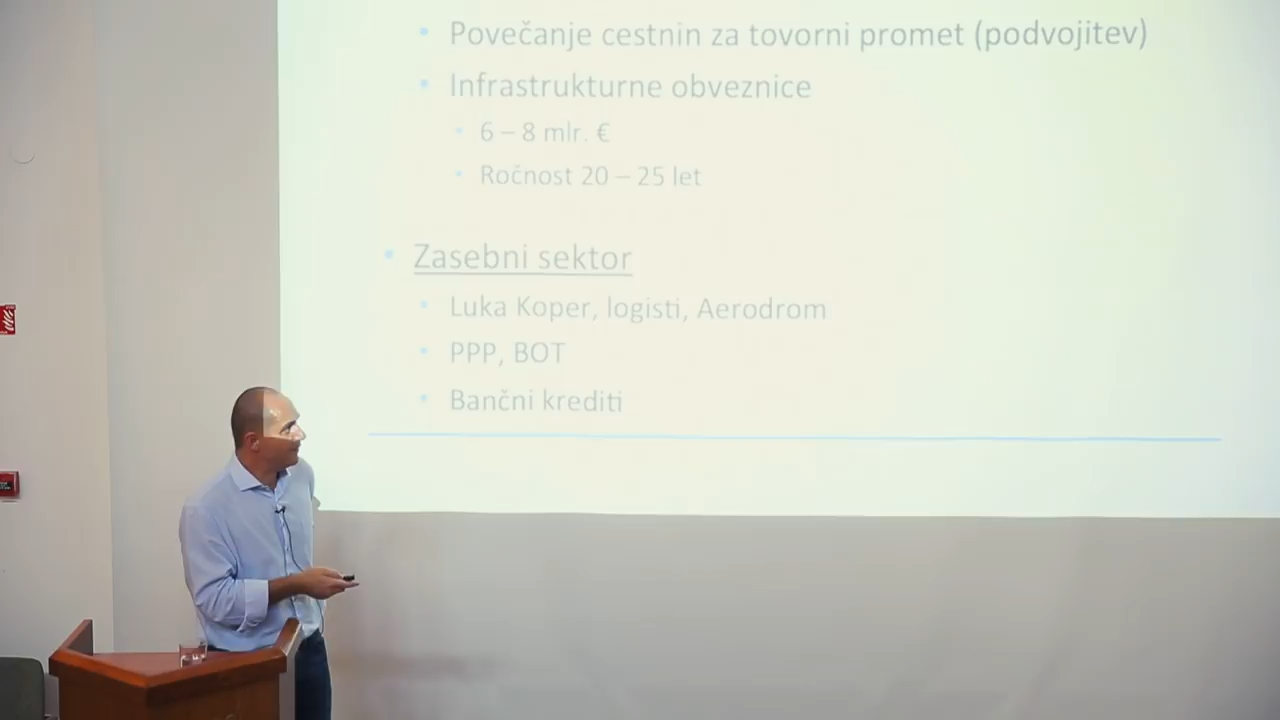 Povečanje cestnin za tovorni promet (podvojitev)
Infrastrukturne obveznice
6 – 8 mlr. €
Ročnost 20 – 25 let
Zasebni sektor
Luka Koper, logisti, Aerodrom
PPP, BOT
Bančni krediti